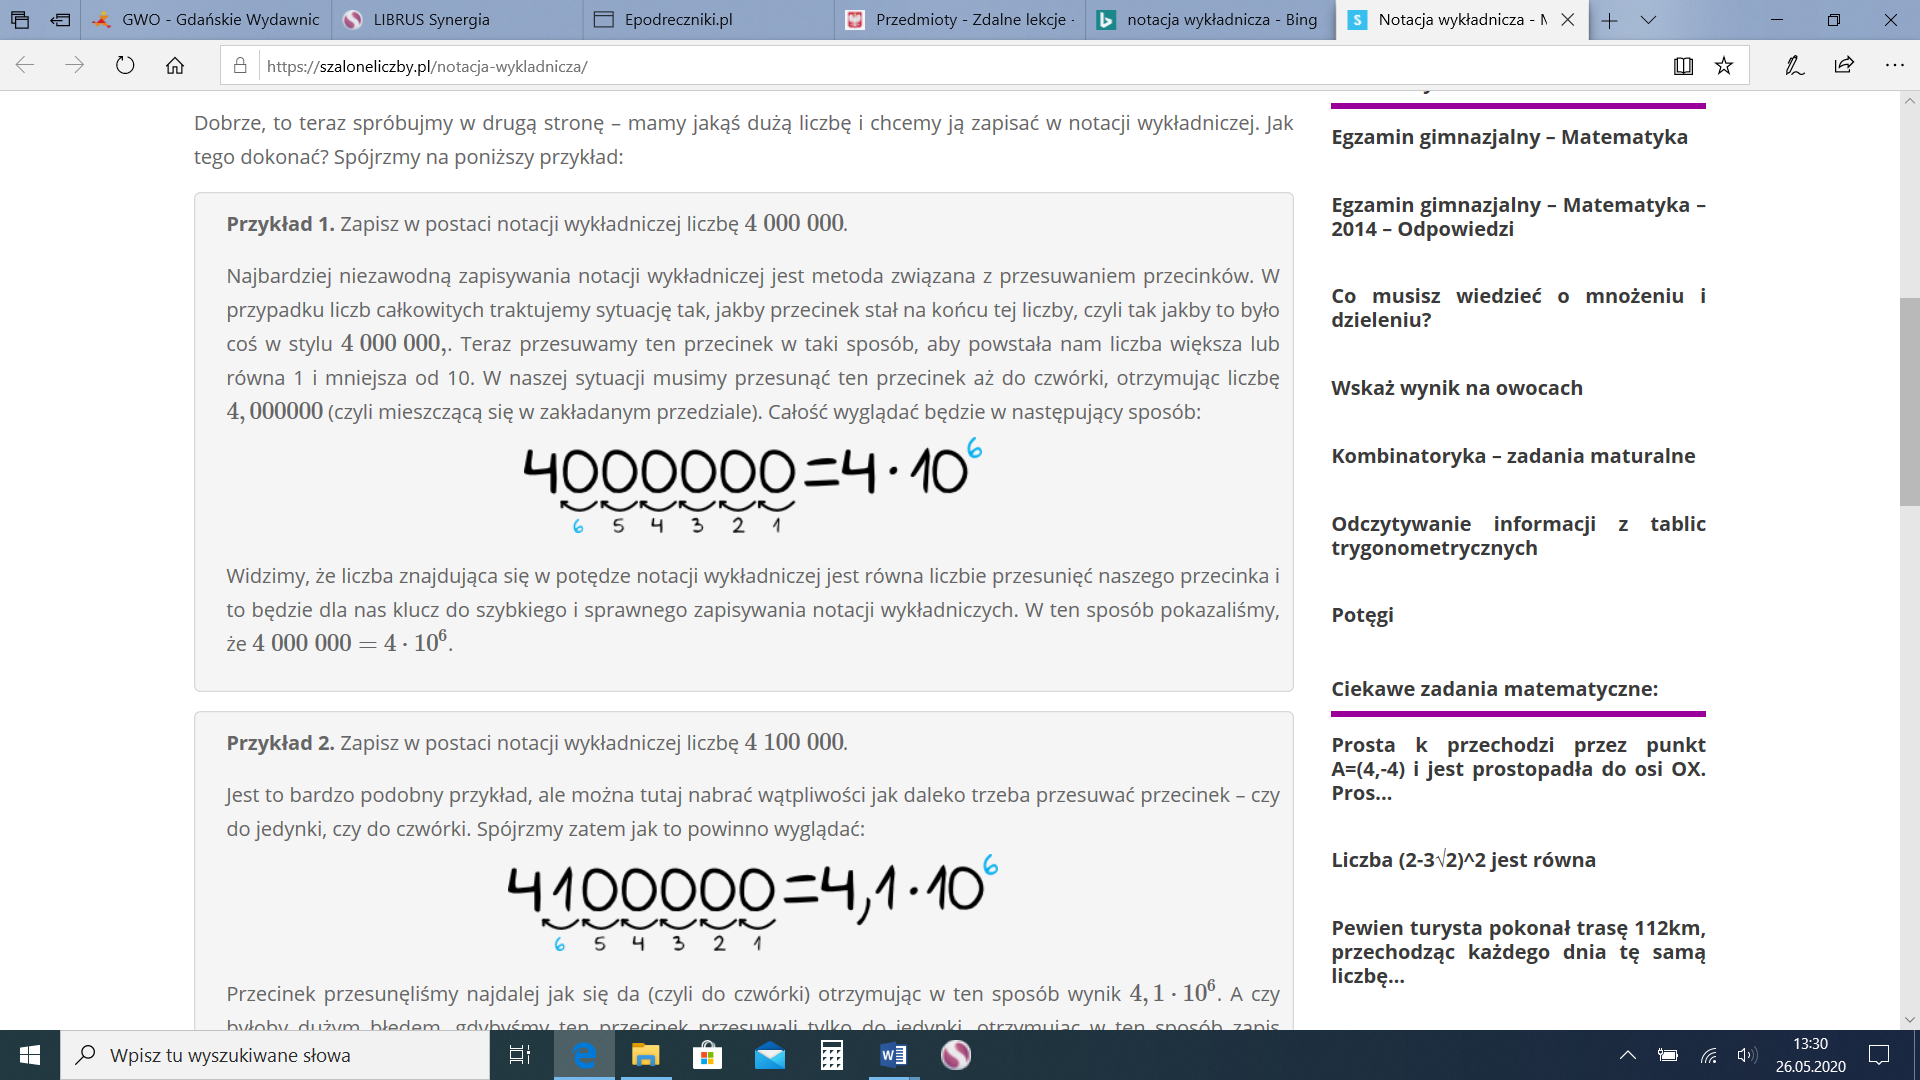 GWO - Gdańskie Wydawnic
LIBRUS Synergia
Epodreczniki.pl
Przedmioty - Zdalne lekcje -
notacja wykładnicza - Bing
Notacja wykładnicza - M
https://szaloneliczby.pl/notacja-wykladnicza/
Dobrze, to teraz spróbujmy w drugą stronę – mamy jakąś dużą liczbę i chcemy ją zapisać w notacji wykładniczej. Jak
tego dokonać? Spójrzmy na poniższy przykład:
Przykład 1. Zapisz w postaci notacji wykładniczej liczbę 4 000 000.
Najbardziej niezawodną zapisywania notacji wykładniczej jest metoda związana z przesuwaniem przecinków. W
przypadku liczb całkowitych traktujemy sytuację tak, jakby przecinek stał na końcu tej liczby, czyli tak jakby to było
coś w stylu 4 000 000,. Teraz przesuwamy ten przecinek w taki sposób, aby powstała nam liczba większa lub
równa 1 i mniejsza od 10. W naszej sytuacji musimy przesunąć ten przecinek aż do czwórki, otrzymując liczbę
4,000000 (czyli mieszczącą się w zakładanym przedziale). Całość wyglądać będzie w następujący sposób:
4000000=4·10⁶
6 5 4 3 2 1
Widzimy, że liczba znajdująca się w potędze notacji wykładniczej jest równa liczbie przesunięć naszego przecinka i
to będzie dla nas klucz do szybkiego i sprawnego zapisywania notacji wykładniczych. W ten sposób pokazaliśmy,
że 4 000 000 = 4 · 10⁶.
Przykład 2. Zapisz w postaci notacji wykładniczej liczbę 4 100 000.
Jest to bardzo podobny przykład, ale można tutaj nabrać wątpliwości jak daleko trzeba przesuwać przecinek – czy
do jedynki, czy do czwórki. Spójrzmy zatem jak to powinno wyglądać:
4100000=4,1·10⁶
6 5 4 3 2 1
Przecinek przesunęliśmy najdalej jak się da (czyli do czwórki) otrzymując w ten sposób wynik 4,1 · 10⁶. A czy
byłoby dużym błędem, gdybyśmy ten przecinek przesuwali tylko do jedynki, otrzymując w ten sposób zapis
Egzamin gimnazjalny – Matematyka
Egzamin gimnazjalny – Matematyka –
2014 – Odpowiedzi
Co musisz wiedzieć o mnożeniu i
dzieleniu?
Wskaż wynik na owocach
Kombinatoryka – zadania maturalne
Odczytywanie informacji z tablic
trygonometrycznych
Potęgi
Ciekawe zadania matematyczne:
Prosta k przechodzi przez punkt
A=(4,-4) i jest prostopadła do osi OX.
Pros...
Liczba (2-3√2)^2 jest równa
Pewien turysta pokonał trasę 112km,
przechodząc każdego dnia tę samą
liczbę...
Wpisz tu wyszukiwane słowa
13:30
26.05.2020